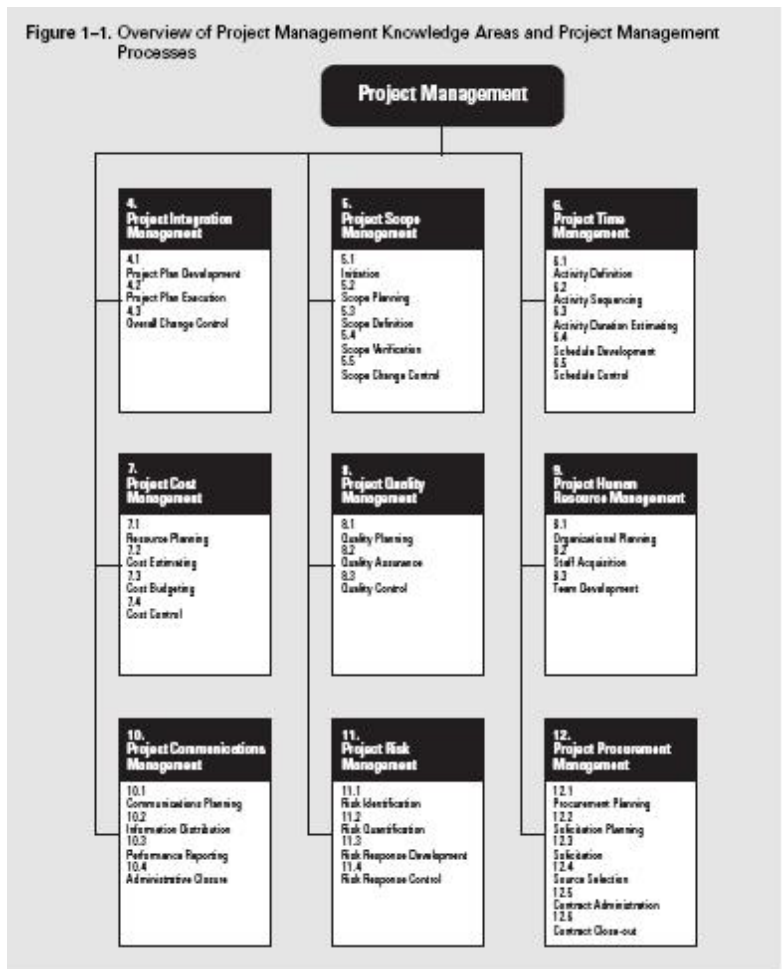 Figure 1–1. Overview of Project Management Knowledge Areas and Project Management
Processes
Project Management
4.
Project Integration
Management
4.1
Project Plan Development
4.2
Project Plan Execution
4.3
Overall Change Control
5.
Project Scope
Management
5.1
Initiation
5.2
Scope Planning
5.3
Scope Definition
5.4
Scope Verification
5.5
Scope Change Control
6.
Project Time
Management
6.1
Activity Definition
6.2
Activity Sequencing
6.3
Activity Duration Estimating
6.4
Schedule Development
6.5
Schedule Control
7.
Project Cost
Management
7.1
Resource Planning
7.2
Cost Estimating
7.3
Cost Budgeting
7.4
Cost Control
8.
Project Quality
Management
8.1
Quality Planning
8.2
Quality Assurance
8.3
Quality Control
9.
Project Human
Resource Management
9.1
Organizational Planning
9.2
Staff Acquisition
9.3
Team Development
10.
Project Communications
Management
10.1
Communications Planning
10.2
Information Distribution
10.3
Performance Reporting
10.4
Administrative Closure
11.
Project Risk
Management
11.1
Risk Identification
11.2
Risk Quantification
11.3
Risk Response Development
11.4
Risk Response Control
12.
Project Procurement
Management
12.1
Procurement Planning
12.2
Solicitation Planning
12.3
Solicitation
12.4
Source Selection
12.5
Contract Administration
12.6
Contract Close-out